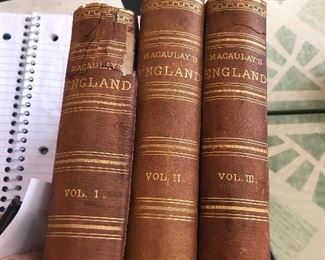 MACAULAY'S
ENGLAND
VOL. I.
MACAULAY'S
ENGLAND
VOL. II
MACAULAY'S
ENGLAND
VOL. III.